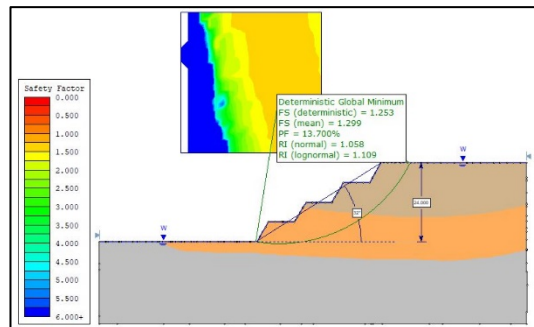 Safety Factor
0.000
0.500
1.000
1.500
2.000
2.500
3.000
3.500
4.000
4.500
5.000
5.500
6.000+
Deterministic Global Minimum
FS (deterministic) = 1.253
FS (mean) = 1.299
PF = 13.700%
RI (normal) = 1.058
RI (lognormal) = 1.109
W
W